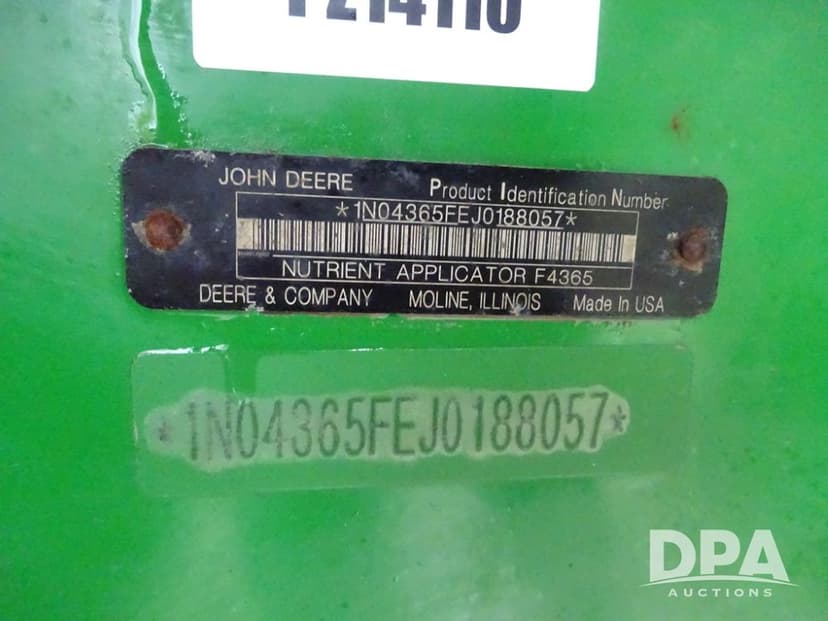 JOHN DEERE Product Identification Number
*1N04365FEJ0188057*
NUTRIENT APPLICATOR F4365
DEERE & COMPANY MOLINE, ILLINOIS Made In USA
*1N04365FEJ0188057*
DPA
AUCTIONS